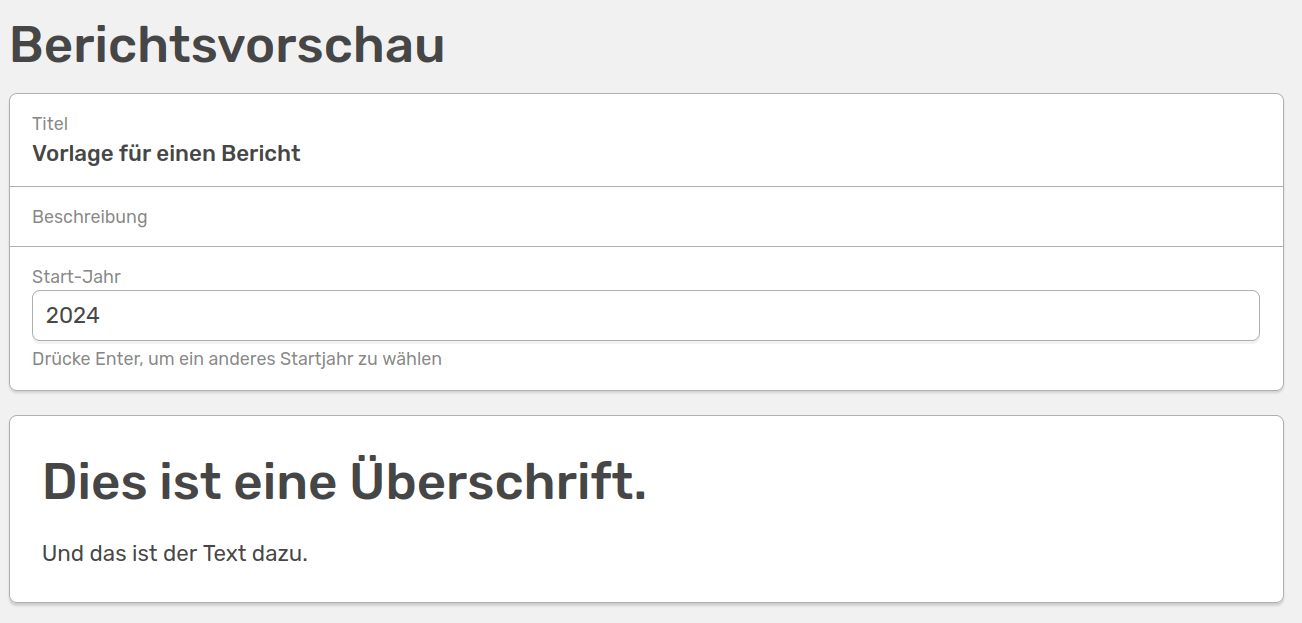 Berichtsvorschau
Titel
Vorlage für einen Bericht
Beschreibung
Start-Jahr
2024
Drücke Enter, um ein anderes Startjahr zu wählen
Dies ist eine Überschrift.
Und das ist der Text dazu.